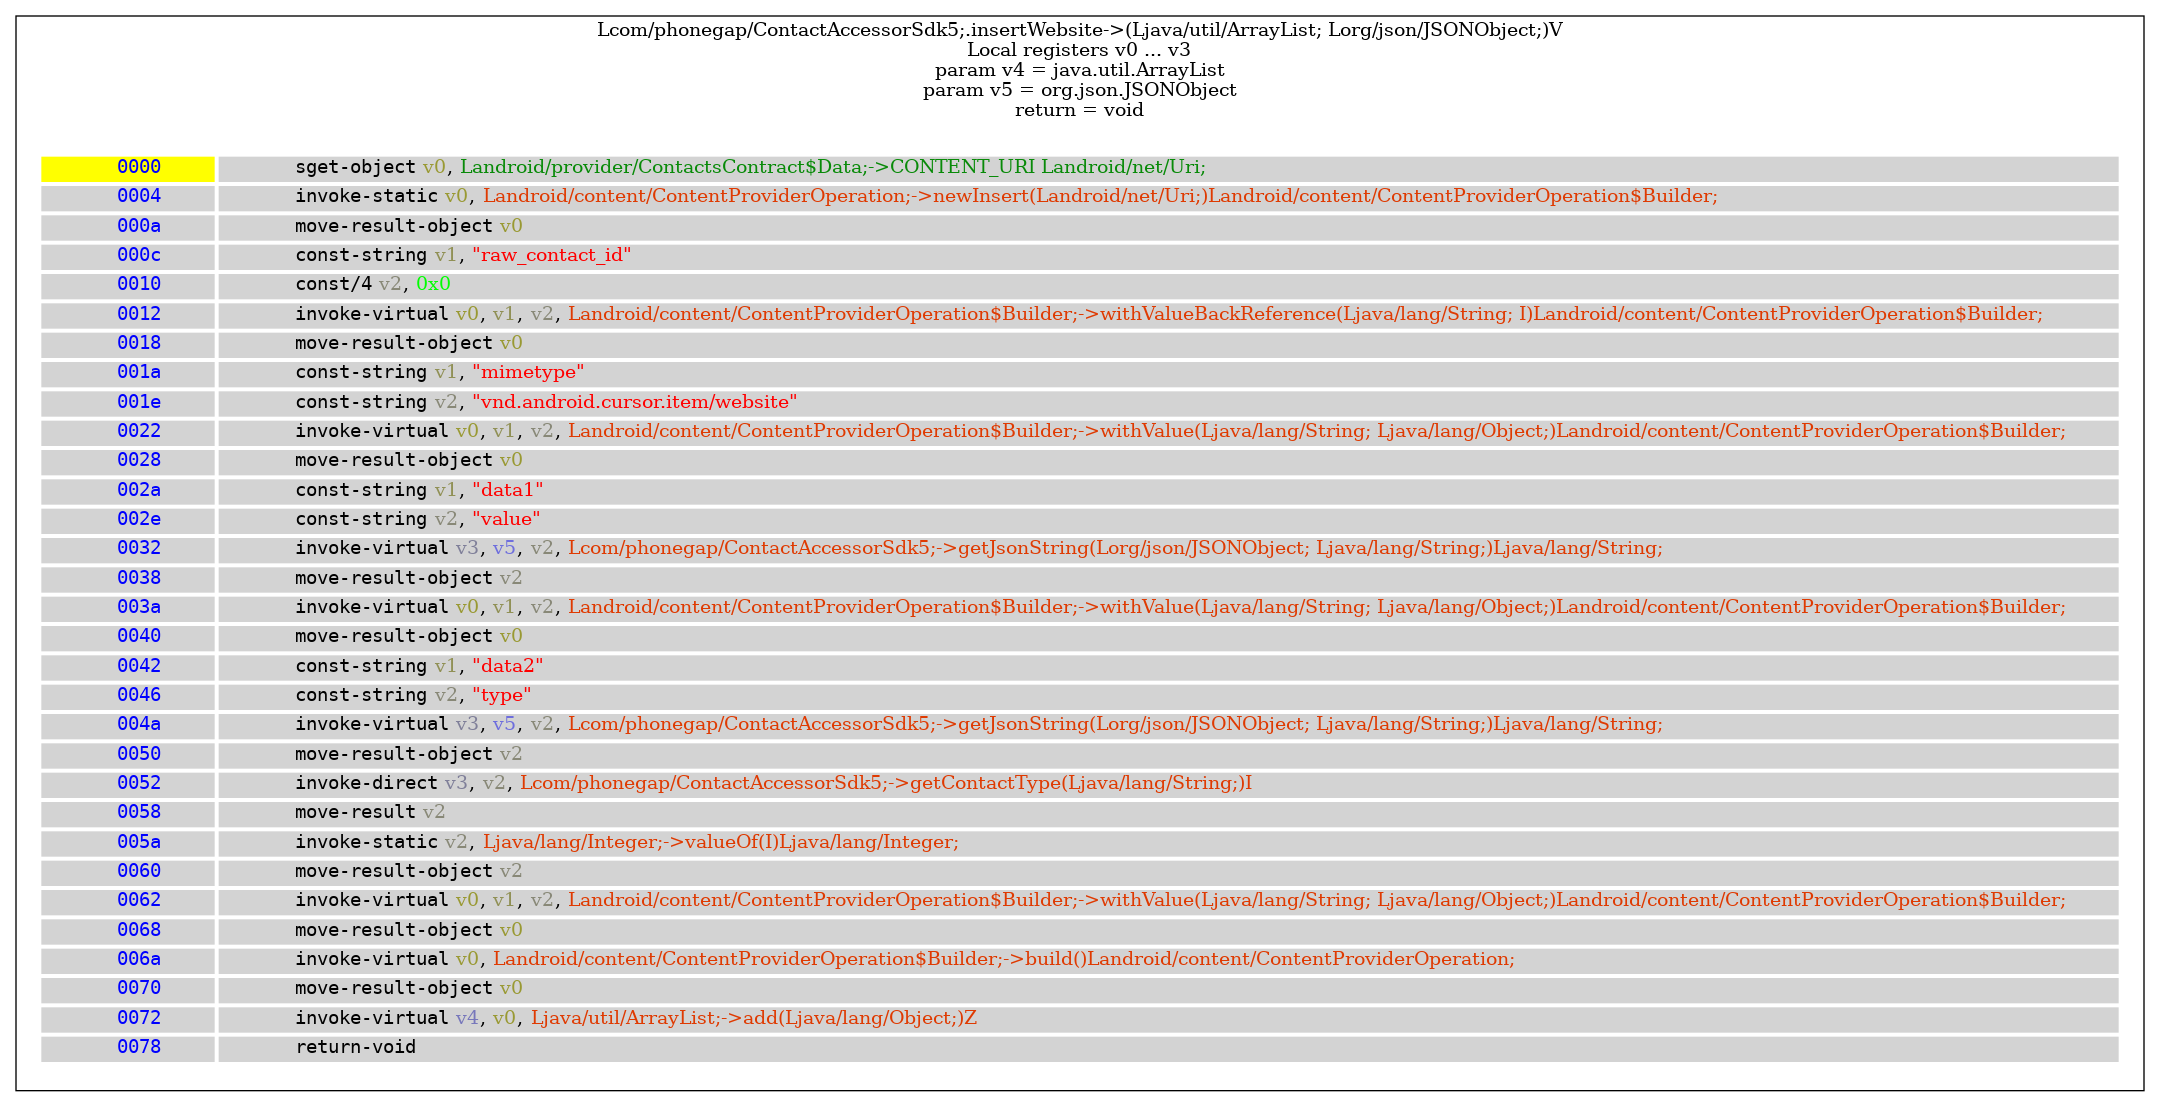 Lcom/phonegap/ContactAccessorSdk5;.insertWebsite->(Ljava/util/ArrayList; Lorg/json/JSONObject;)V
Local registers v0 ... v3
param v4 = java.util.ArrayList
param v5 = org.json.JSONObject
return = void
0000 sget-object v0, Landroid/provider/ContactsContract$Data;->CONTENT_URI Landroid/net/Uri;
0004 invoke-static v0, Landroid/content/ContentProviderOperation;->newInsert(Landroid/net/Uri;)Landroid/content/ContentProviderOperation$Builder;
000a move-result-object v0
000c const-string v1, "raw_contact_id"
0010 const/4 v2, 0x0
0012 invoke-virtual v0, v1, v2, Landroid/content/ContentProviderOperation$Builder;->withValueBackReference(Ljava/lang/String; I)Landroid/content/ContentProviderOperation$Builder;
0018 move-result-object v0
001a const-string v1, "mimetype"
001e const-string v2, "vnd.android.cursor.item/website"
0022 invoke-virtual v0, v1, v2, Landroid/content/ContentProviderOperation$Builder;->withValue(Ljava/lang/String; Ljava/lang/Object;)Landroid/content/ContentProviderOperation$Builder;
0028 move-result-object v0
002a const-string v1, "data1"
002e const-string v2, "value"
0032 invoke-virtual v3, v5, v2, Lcom/phonegap/ContactAccessorSdk5;->getJsonString(Lorg/json/JSONObject; Ljava/lang/String;)Ljava/lang/String;
0038 move-result-object v2
003a invoke-virtual v0, v1, v2, Landroid/content/ContentProviderOperation$Builder;->withValue(Ljava/lang/String; Ljava/lang/Object;)Landroid/content/ContentProviderOperation$Builder;
0040 move-result-object v0
0042 const-string v1, "data2"
0046 const-string v2, "type"
004a invoke-virtual v3, v5, v2, Lcom/phonegap/ContactAccessorSdk5;->getJsonString(Lorg/json/JSONObject; Ljava/lang/String;)Ljava/lang/String;
0050 move-result-object v2
0052 invoke-direct v3, v2, Lcom/phonegap/ContactAccessorSdk5;->getContactType(Ljava/lang/String;)I
0058 move-result v2
005a invoke-static v2, Ljava/lang/Integer;->valueOf(I)Ljava/lang/Integer;
0060 move-result-object v2
0062 invoke-virtual v0, v1, v2, Landroid/content/ContentProviderOperation$Builder;->withValue(Ljava/lang/String; Ljava/lang/Object;)Landroid/content/ContentProviderOperation$Builder;
0068 move-result-object v0
006a invoke-virtual v0, Landroid/content/ContentProviderOperation$Builder;->build()Landroid/content/ContentProviderOperation;
0070 move-result-object v0
0072 invoke-virtual v4, v0, Ljava/util/ArrayList;->add(Ljava/lang/Object;)Z
0078 return-void